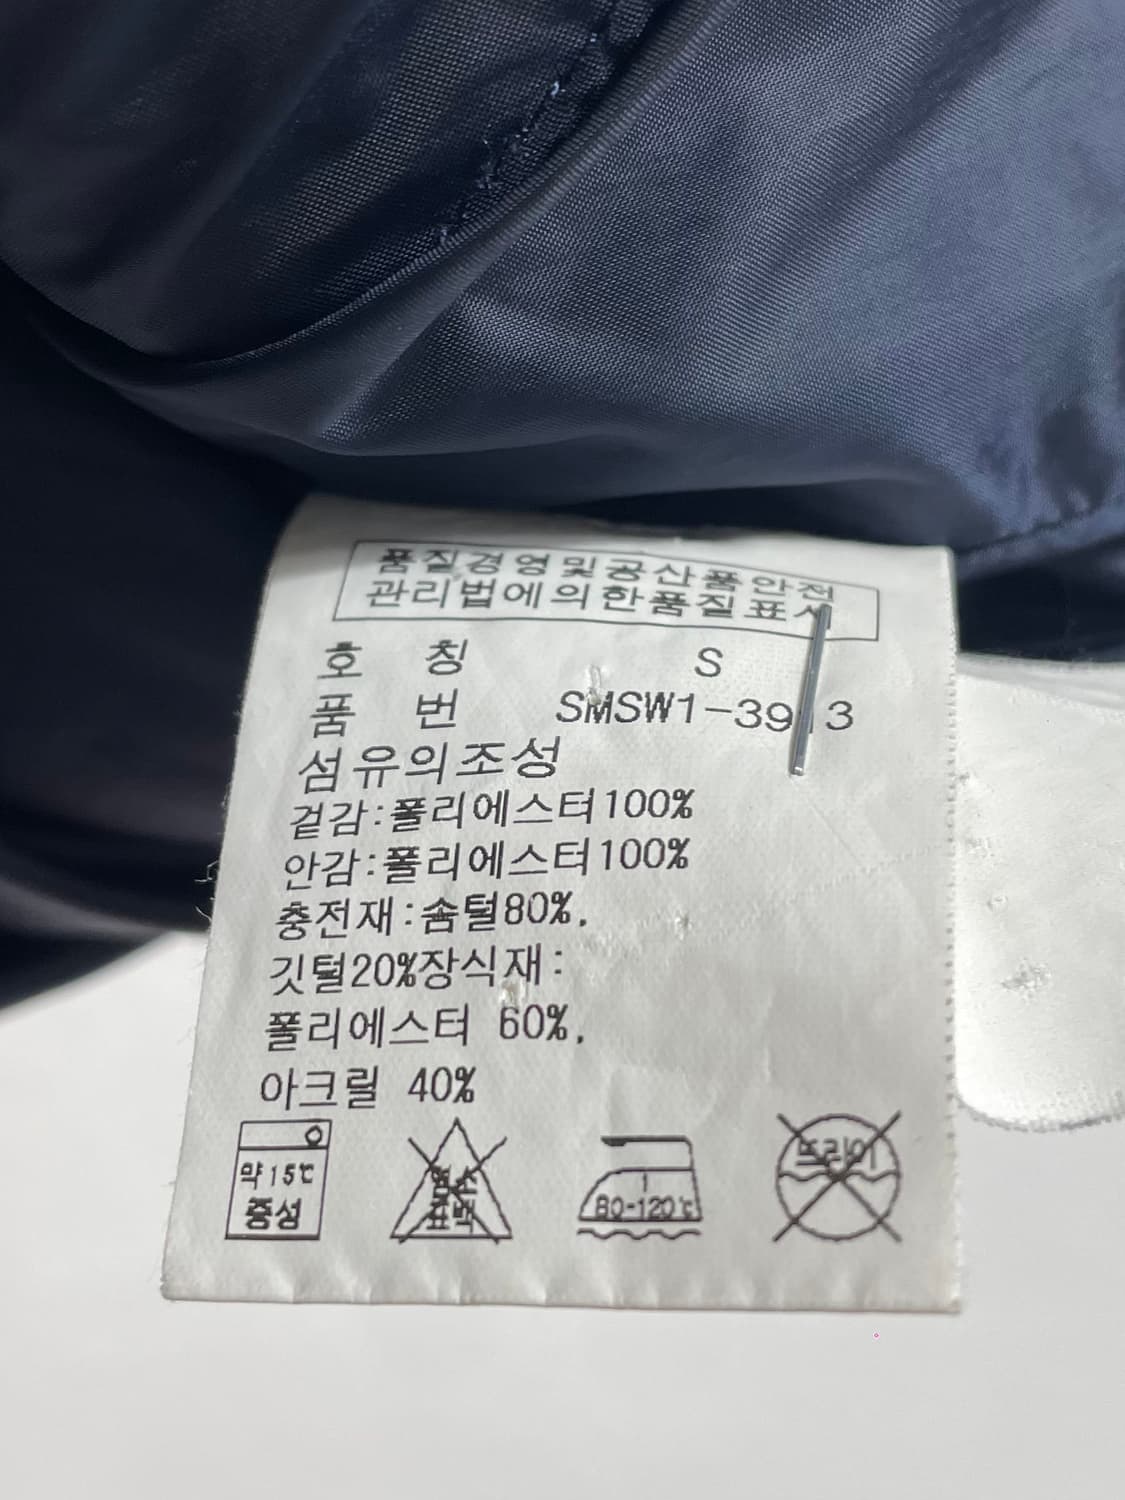 품질경영및공산품안전
관리법에의한품질표시
호 칭 S
품 번
섬유의조성
겉감:폴리에스터100%
안감:폴리에스터100%
충전재:솜털80%,
깃털20%장식재:
폴리에스터 60%,
아크릴 40%
약15℃
중성
염소
표백
80-120℃
드라이